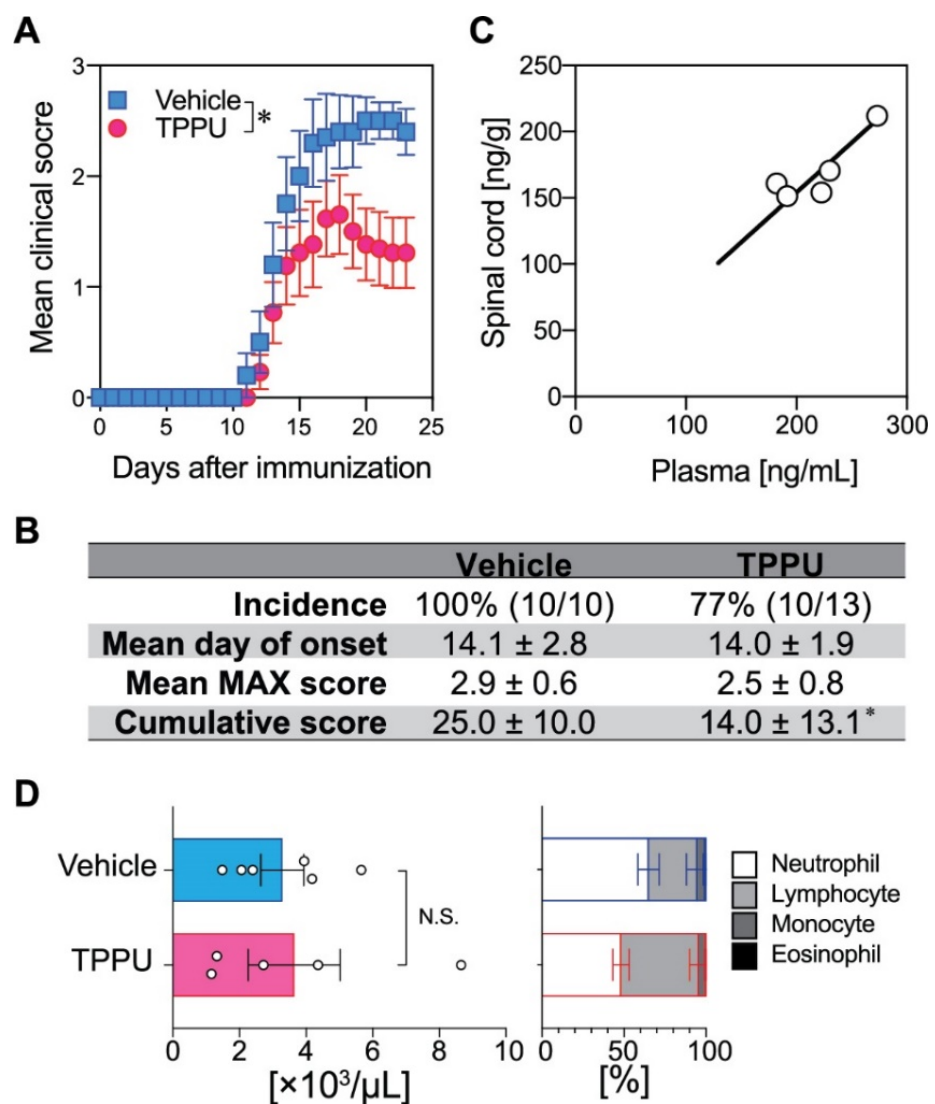 A
3
2
1
0
Mean clinical socre
Vehicle
TPPU
*
0 5 10 15 20 25
Days after immunization
C
250
200
150
100
50
0
Spinal cord [ng/g]
0 100 200 300
Plasma [ng/mL]
B
Vehicle TPPU
Incidence 100% (10/10) 77% (10/13)
Mean day of onset 14.1 ± 2.8 14.0 ± 1.9
Mean MAX score 2.9 ± 0.6 2.5 ± 0.8
Cumulative score 25.0 ± 10.0 14.0 ± 13.1*
D
Vehicle
TPPU
N.S.
0 2 4 6 8 10
[×10³/µL]
0 50 100
[%]
Neutrophil
Lymphocyte
Monocyte
Eosinophil